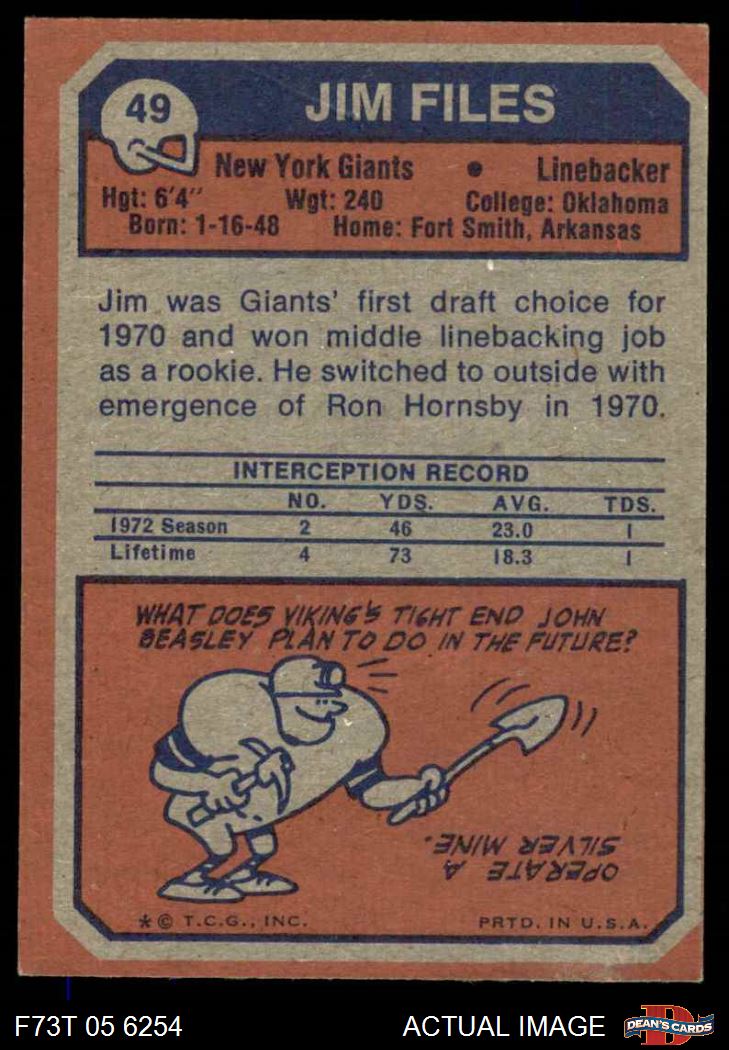 49
JIM FILES
New York Giants • Linebacker
Hgt: 6'4" Wgt: 240 College: Oklahoma
Born: 1-16-48 Home: Fort Smith, Arkansas
Jim was Giants' first draft choice for
1970 and won middle linebacking job
as a rookie. He switched to outside with
emergence of Ron Hornsby in 1970.
INTERCEPTION RECORD
NO. YDS. AVG. TDS.
1972 Season 2 46 23.0 1
Lifetime 4 73 18.3 1
WHAT DOES VIKING'S TIGHT END JOHN
BEASLEY PLAN TO DO IN THE FUTURE?
OPERATE A
SILVER MINE.
* © T.C.G., INC. PRTD. IN U.S.A.
F73T 05 6254 ACTUAL IMAGE DEAN'S CARDS